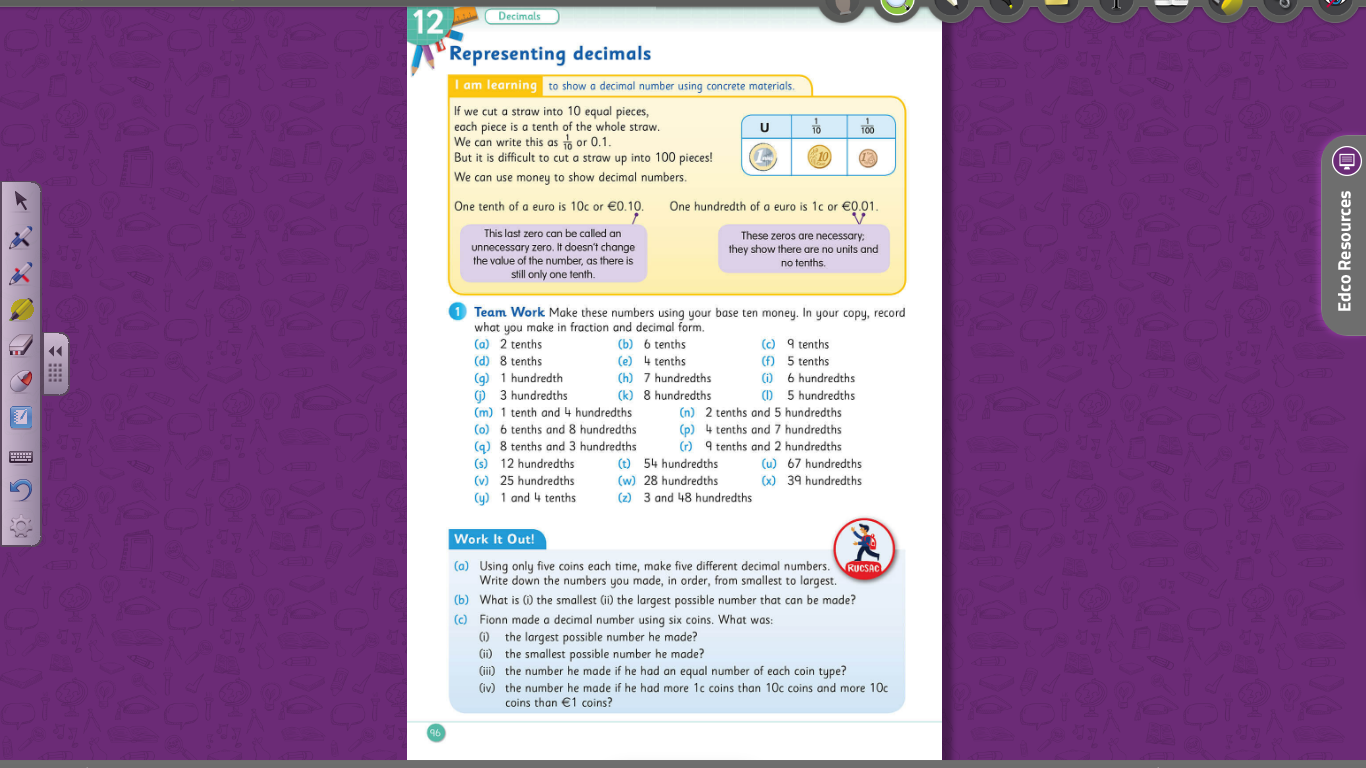 12
Decimals
Representing decimals
I am learning to show a decimal number using concrete materials.
If we cut a straw into 10 equal pieces,
each piece is a tenth of the whole straw.
We can write this as 1/10 or 0.1.
But it is difficult to cut a straw up into 100 pieces!
We can use money to show decimal numbers.
U 1/10 1/100
1 10 1
One tenth of a euro is 10c or €0.10. One hundredth of a euro is 1c or €0.01.
This last zero can be called an
unnecessary zero. It doesn't change
the value of the number, as there is
still only one tenth.
These zeros are necessary;
they show there are no units and
no tenths.
1 Team Work Make these numbers using your base ten money. In your copy, record
what you make in fraction and decimal form.
(a) 2 tenths (b) 6 tenths (c) 9 tenths
(d) 8 tenths (e) 4 tenths (f) 5 tenths
(g) 1 hundredth (h) 7 hundredths (i) 6 hundredths
(j) 3 hundredths (k) 8 hundredths (l) 5 hundredths
(m) 1 tenth and 4 hundredths (n) 2 tenths and 5 hundredths
(o) 6 tenths and 8 hundredths (p) 4 tenths and 7 hundredths
(q) 8 tenths and 3 hundredths (r) 9 tenths and 2 hundredths
(s) 12 hundredths (t) 54 hundredths (u) 67 hundredths
(v) 25 hundredths (w) 28 hundredths (x) 39 hundredths
(y) 1 and 4 tenths (z) 3 and 48 hundredths
Work It Out!
RUCSAC
(a) Using only five coins each time, make five different decimal numbers.
Write down the numbers you made, in order, from smallest to largest.
(b) What is (i) the smallest (ii) the largest possible number that can be made?
(c) Fionn made a decimal number using six coins. What was:
(i) the largest possible number he made?
(ii) the smallest possible number he made?
(iii) the number he made if he had an equal number of each coin type?
(iv) the number he made if he had more 1c coins than 10c coins and more 10c
coins than €1 coins?
96
Edco Resources